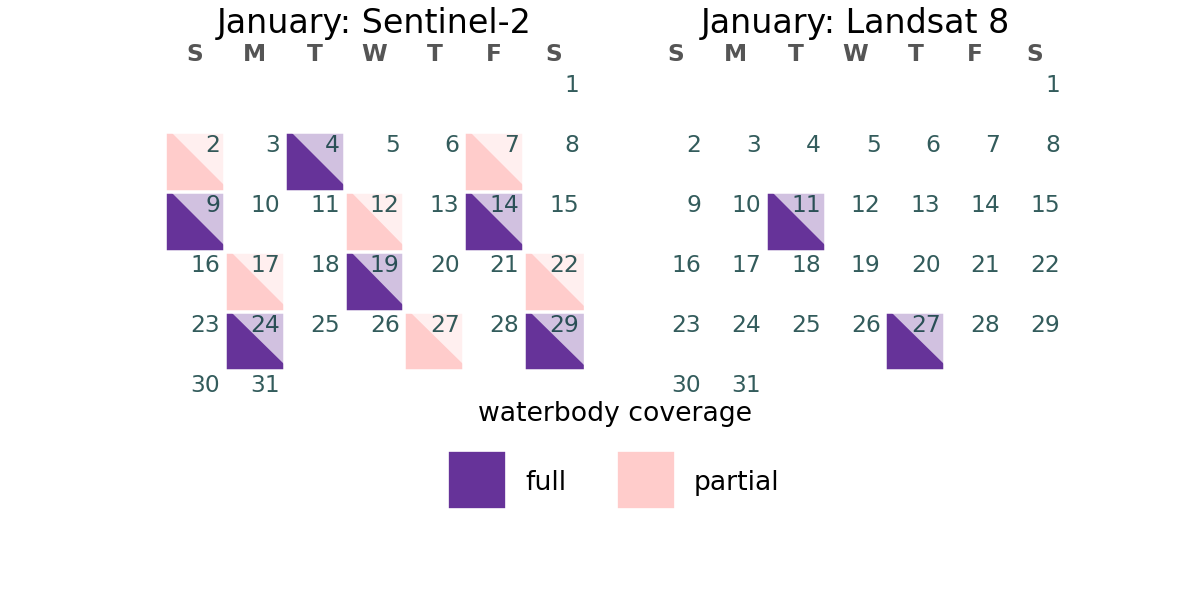 January: Sentinel-2
S M T W T F S
1
2 3 4 5 6 7 8
9 10 11 12 13 14 15
16 17 18 19 20 21 22
23 24 25 26 27 28 29
30 31
January: Landsat 8
S M T W T F S
1
2 3 4 5 6 7 8
9 10 11 12 13 14 15
16 17 18 19 20 21 22
23 24 25 26 27 28 29
30 31
waterbody coverage
full partial